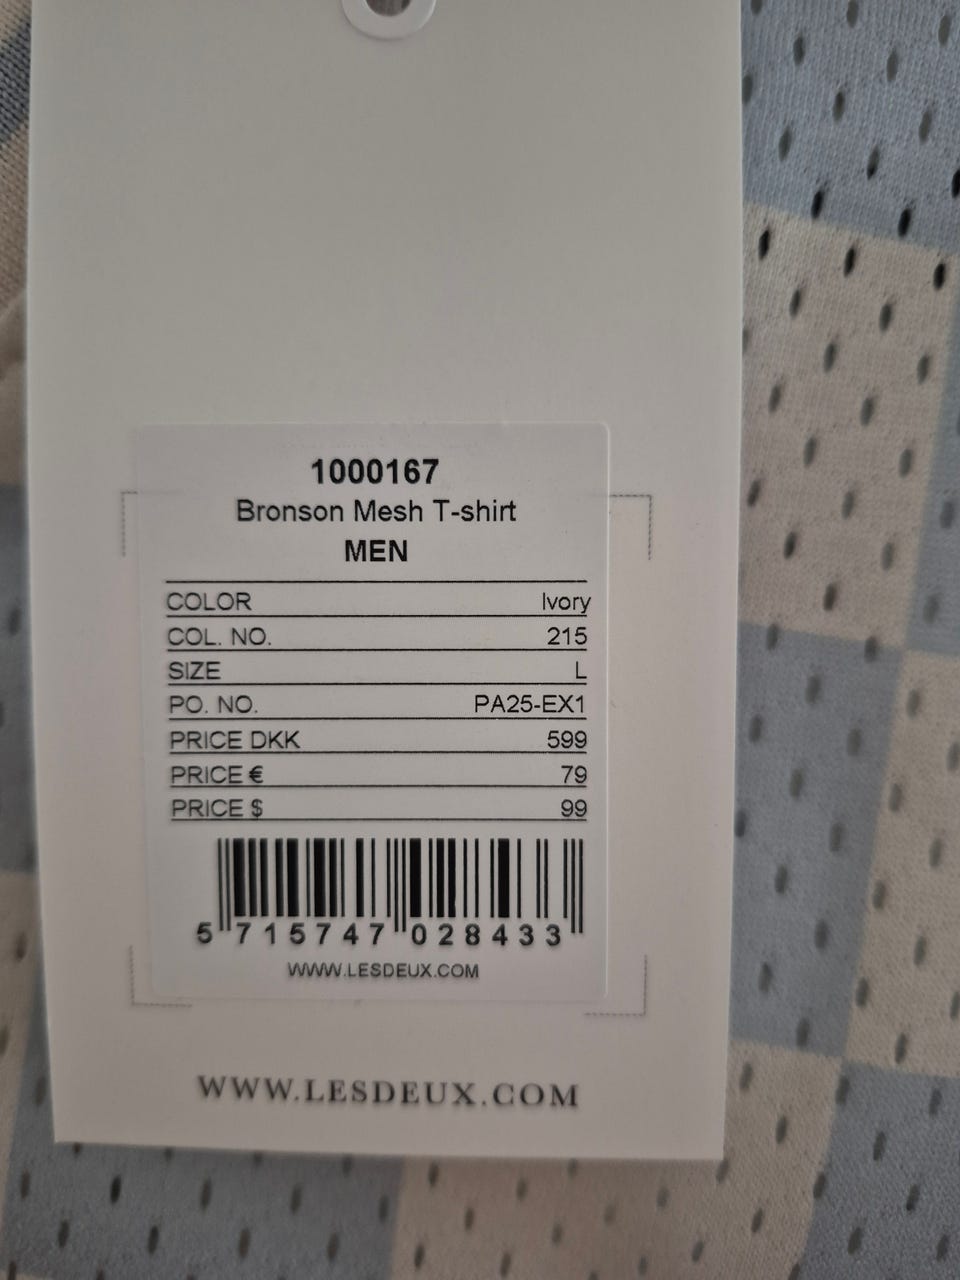 1000167
Bronson Mesh T-shirt
MEN
COLOR Ivory
COL. NO. 215
SIZE L
PO. NO. PA25-EX1
PRICE DKK 599
PRICE € 79
PRICE $ 99
5 715747 028433
WWW.LESDEUX.COM
WWW.LESDEUX.COM